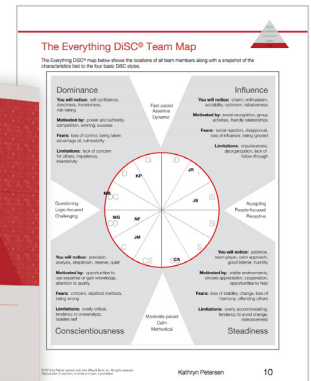 The Everything DiSC® Team Map
The Everything DiSC® map below shows the locations of all team members along with a snapshot of the
characteristics tied to the four basic DiSC styles.
Dominance
You will notice: self-confidence,
directness, forcefulness,
risk-taking
Motivated by: power and authority,
competition, winning, success
Fears: loss of control, being taken
advantage of, vulnerability
Limitations: lack of concern
for others, impatience,
insensitivity
Fast-paced
Assertive
Dynamic
Influence
You will notice: charm, enthusiasm,
sociability, optimism, talkativeness
Motivated by: social recognition, group
activities, friendly relationships
Fears: social rejection, disapproval,
loss of influence, being ignored
Limitations: impulsiveness,
disorganization, lack of
follow-through
D
Di
iD
i
KP
JR
MB
DC
JS
iS
Questioning
Logic-focused
Challenging
Accepting
People-focused
Receptive
MG
CD
NF
Si
JM
C
CS
SC
CA
S
You will notice: precision,
analysis, skepticism, reserve, quiet
Motivated by: opportunities to
use expertise or gain knowledge,
attention to quality
Fears: criticism, slipshod methods,
being wrong
Limitations: overly critical,
tendency to overanalyze,
isolates self
Conscientiousness
Moderate-paced
Calm
Methodical
You will notice: patience,
team player, calm approach,
good listener, humility
Motivated by: stable environments,
sincere appreciation, cooperation,
opportunities to help
Fears: loss of stability, change, loss of
harmony, offending others
Limitations: overly accommodating,
tendency to avoid change,
indecisiveness
Steadiness
Kathryn Petersen
10